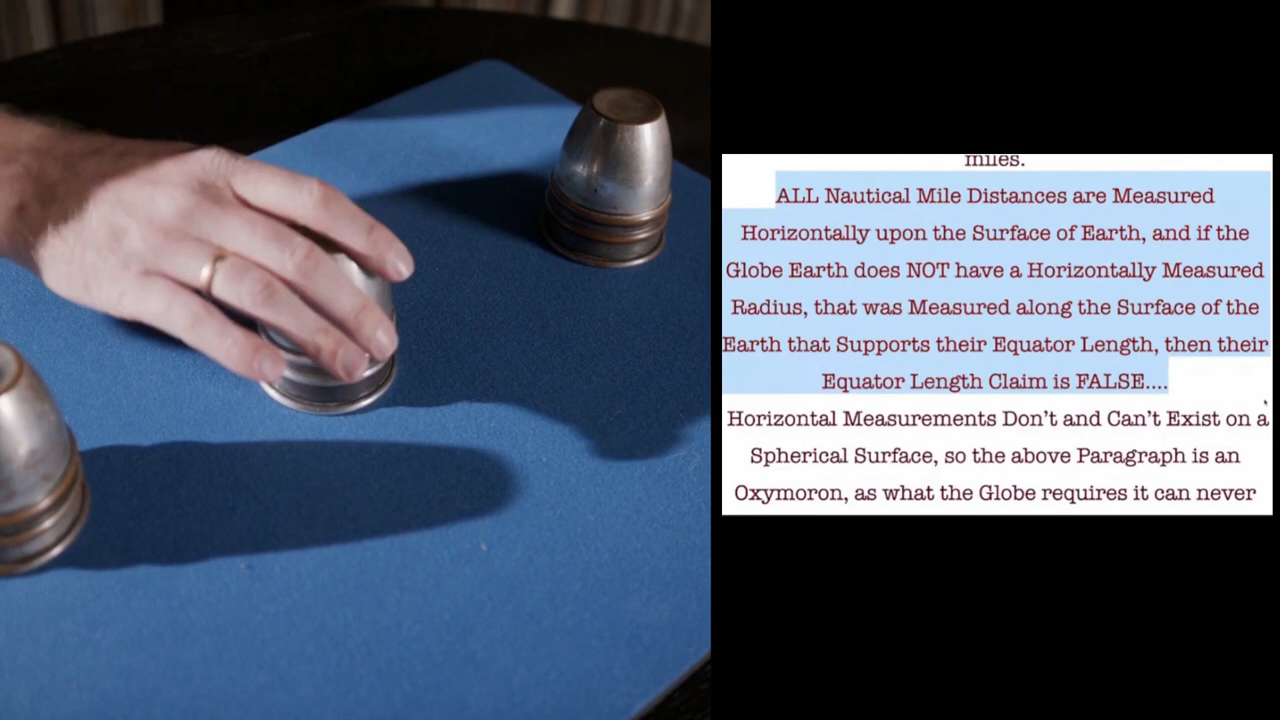 miles.
ALL Nautical Mile Distances are Measured
Horizontally upon the Surface of Earth, and if the
Globe Earth does NOT have a Horizontally Measured
Radius, that was Measured along the Surface of the
Earth that Supports their Equator Length, then their
Equator Length Claim is FALSE....
Horizontal Measurements Don't and Can't Exist on a
Spherical Surface, so the above Paragraph is an
Oxymoron, as what the Globe requires it can never